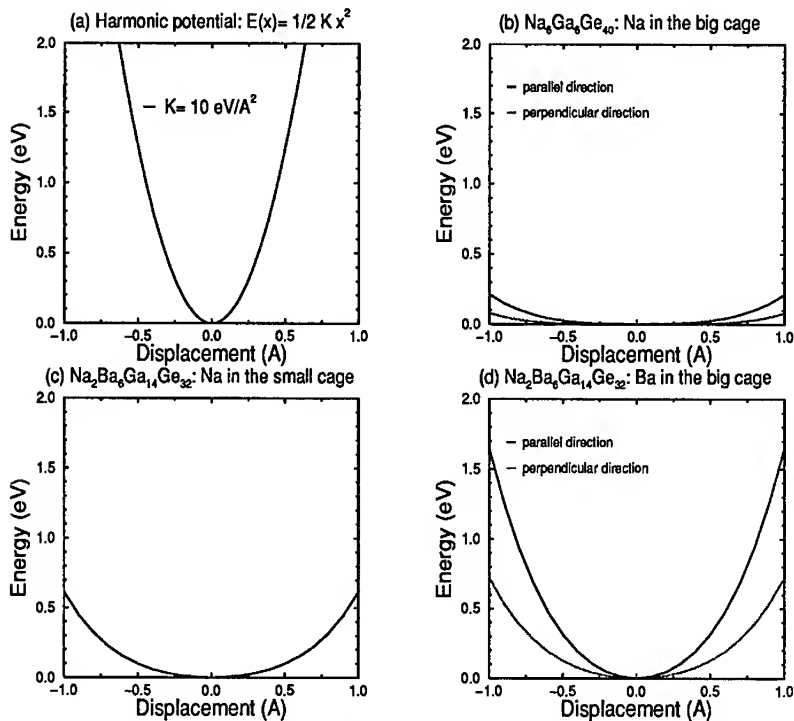 (a) Harmonic potential: E(x)= 1/2 K x²
2.0
1.5
1.0
0.5
0.0
Energy (eV)
K= 10 eV/A²
−1.0 −0.5 0.0 0.5 1.0
Displacement (A)
(b) Na₆Ga₆Ge₄₀: Na in the big cage
2.0
1.5
1.0
0.5
0.0
Energy (eV)
parallel direction
perpendicular direction
−1.0 −0.5 0.0 0.5 1.0
Displacement (A)
(c) Na₂Ba₆Ga₁₄Ge₃₂: Na in the small cage
2.0
1.5
1.0
0.5
0.0
Energy (eV)
−1.0 −0.5 0.0 0.5 1.0
Displacement (A)
(d) Na₂Ba₆Ga₁₄Ge₃₂: Ba in the big cage
2.0
1.5
1.0
0.5
0.0
Energy (eV)
parallel direction
perpendicular direction
−1.0 −0.5 0.0 0.5 1.0
Displacement (A)